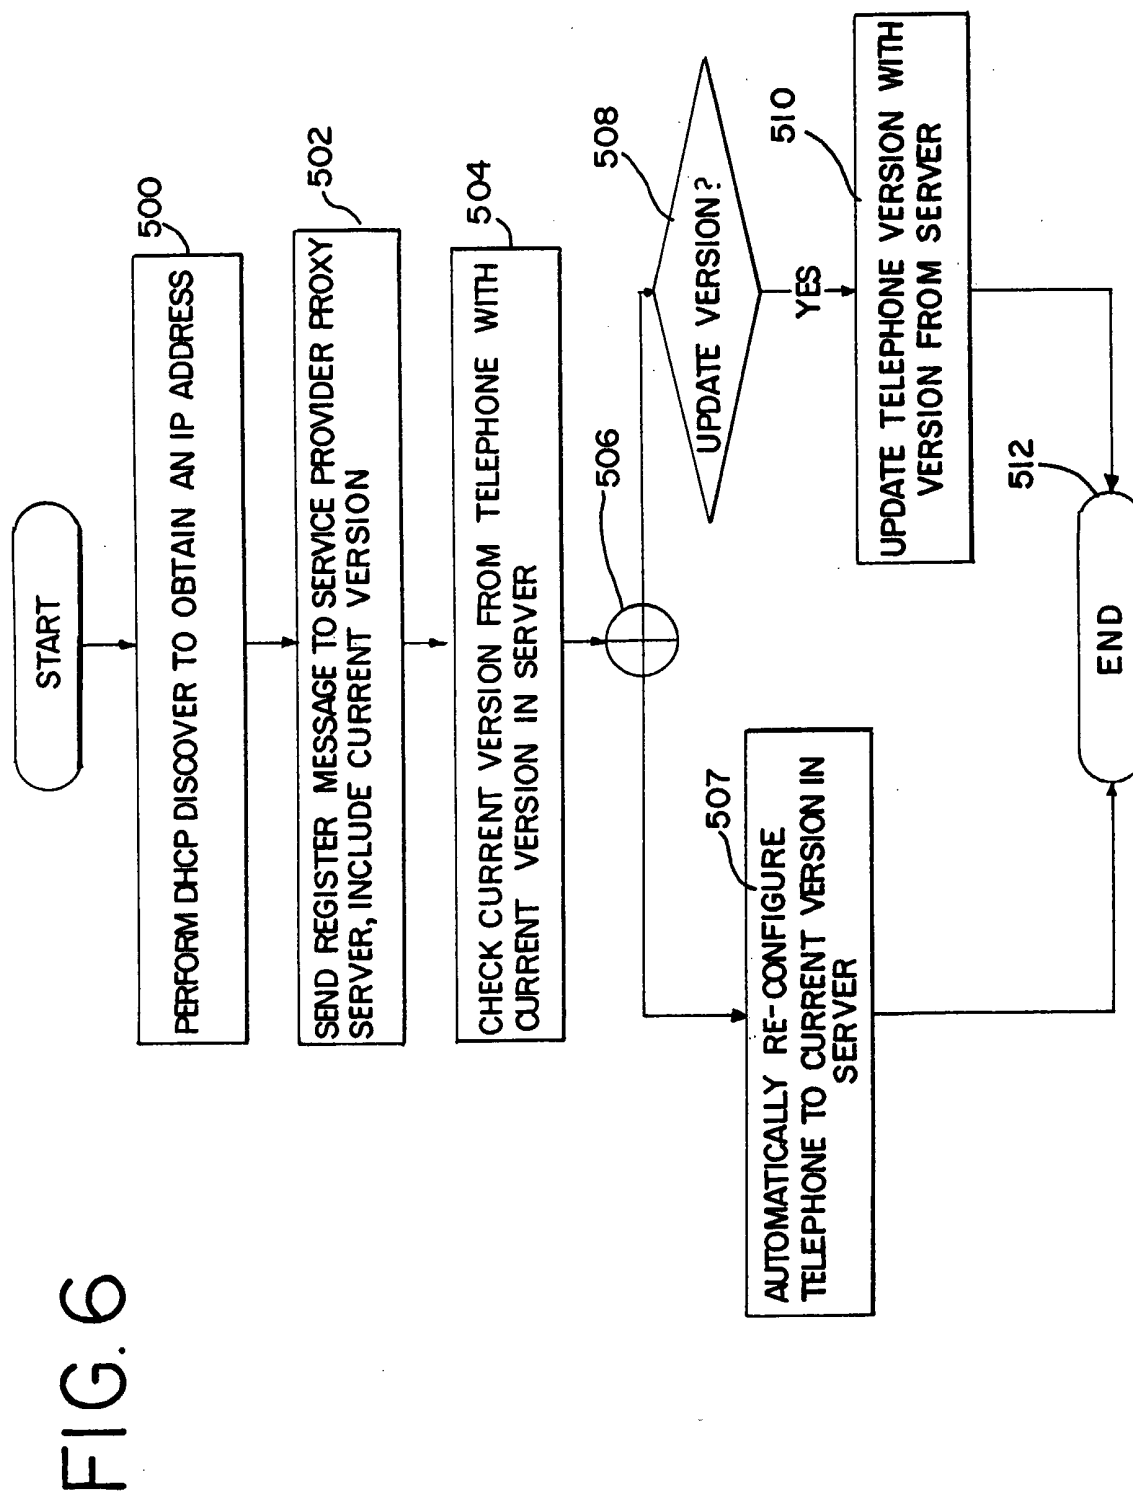 FIG. 6
START
500
PERFORM DHCP DISCOVER TO OBTAIN AN IP ADDRESS
502
SEND REGISTER MESSAGE TO SERVICE PROVIDER PROXY
SERVER, INCLUDE CURRENT VERSION
504
CHECK CURRENT VERSION FROM TELEPHONE WITH
CURRENT VERSION IN SERVER
506
507
AUTOMATICALLY RE-CONFIGURE
TELEPHONE TO CURRENT VERSION IN
SERVER
508
UPDATE VERSION?
YES
510
UPDATE TELEPHONE VERSION WITH
VERSION FROM SERVER
512
END